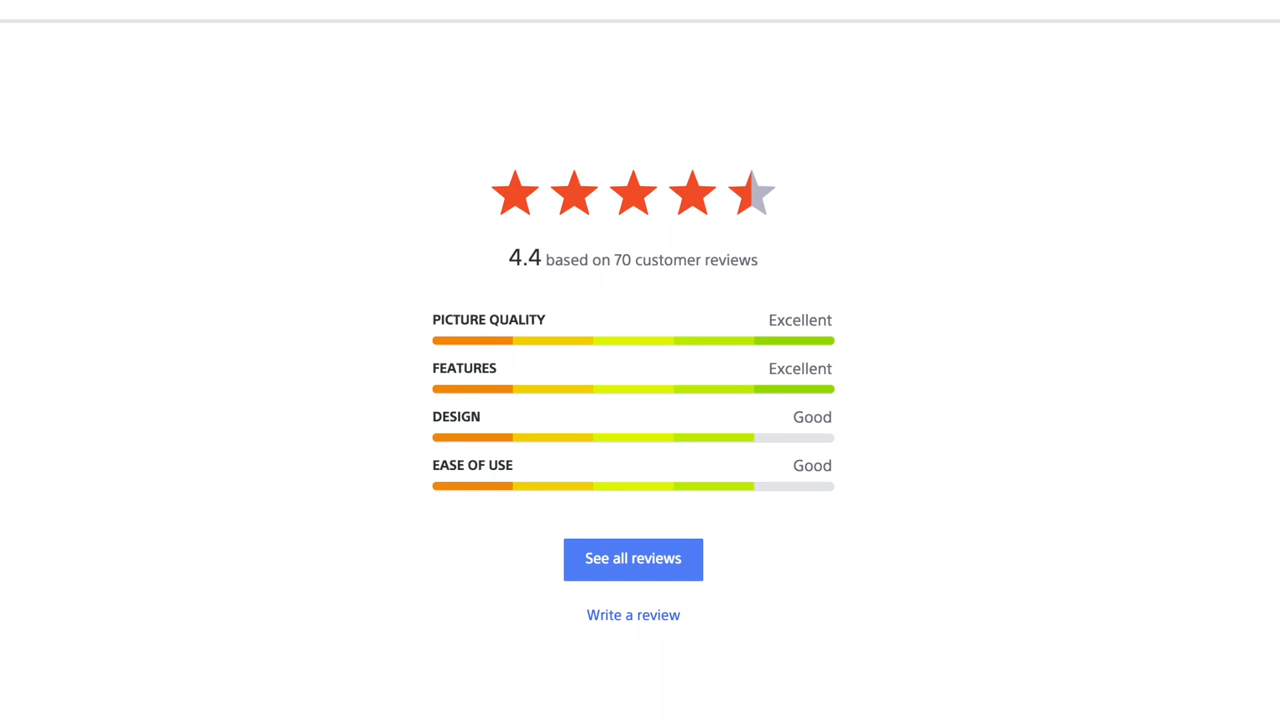 4.4 based on 70 customer reviews
PICTURE QUALITY Excellent
FEATURES Excellent
DESIGN Good
EASE OF USE Good
See all reviews
Write a review